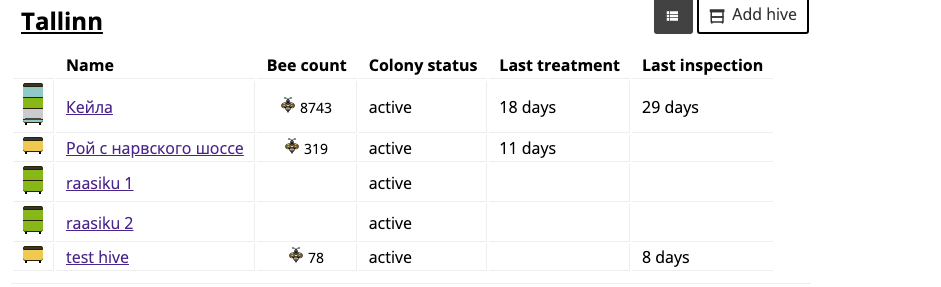 Tallinn
Add hive
Name Bee count Colony status Last treatment Last inspection
Кейла 8743 active 18 days 29 days
Рой с нарвского шоссе 319 active 11 days
raasiku 1 active
raasiku 2 active
test hive 78 active 8 days